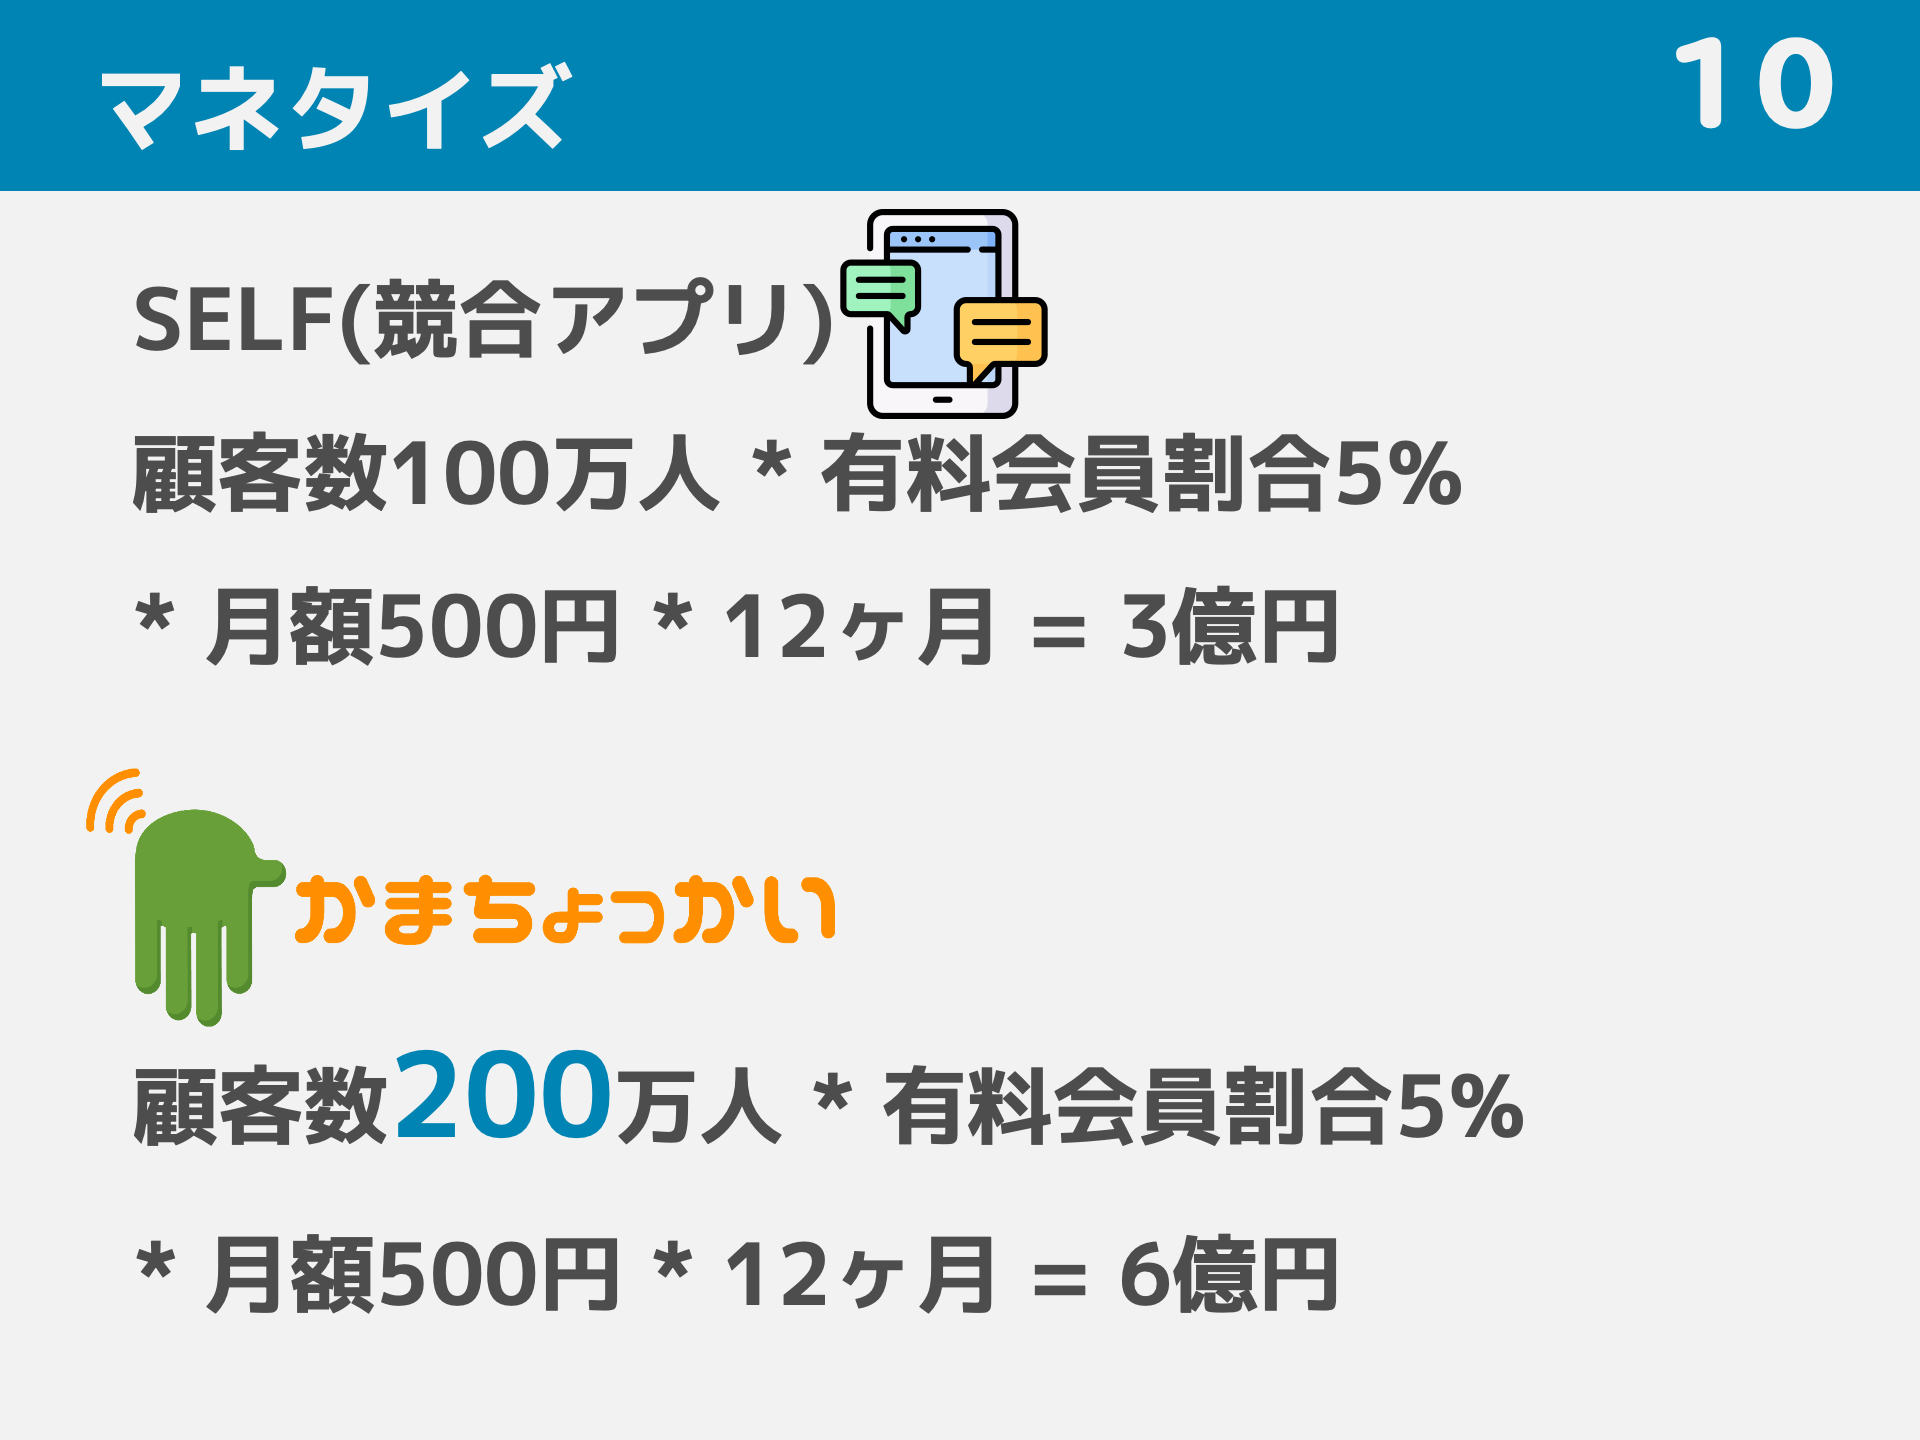 マネタイズ
10
SELF(競合アプリ)
顧客数100万人 * 有料会員割合5%
* 月額500円 * 12ヶ月 = 3億円
かまちょっかい
顧客数200万人 * 有料会員割合5%
* 月額500円 * 12ヶ月 = 6億円